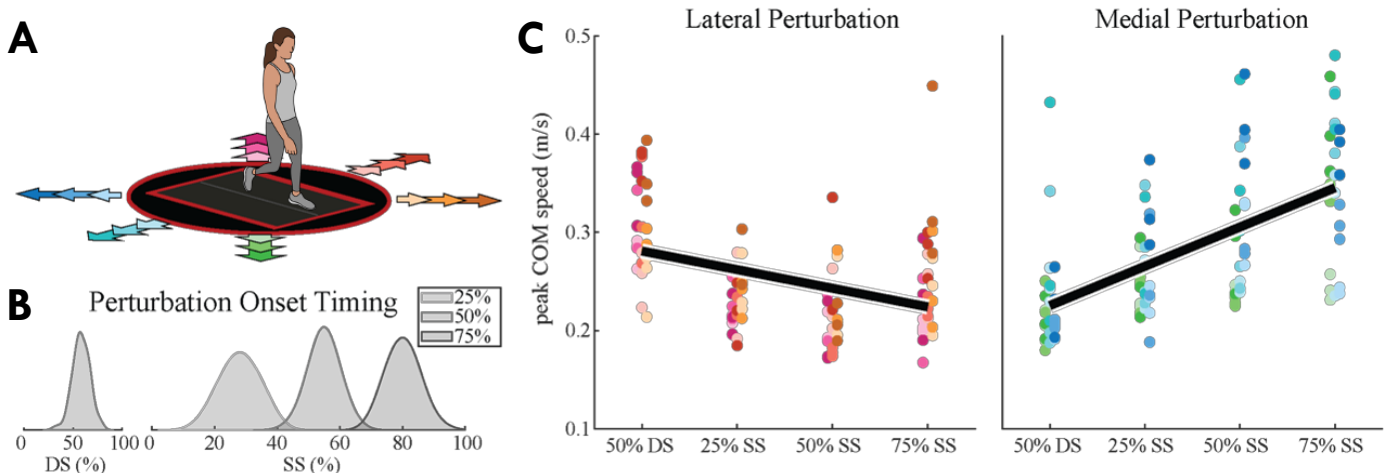 A
B
Perturbation Onset Timing
25%
50%
75%
0 50 100
DS (%)
0 20 40 60 80 100
SS (%)
C
Lateral Perturbation
Medial Perturbation
peak COM speed (m/s)
0.5
0.4
0.3
0.2
0.1
50% DS 25% SS 50% SS 75% SS
50% DS 25% SS 50% SS 75% SS